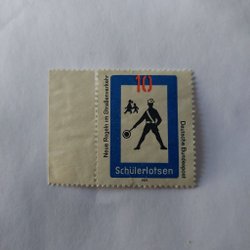 Neue Regeln im Straßenverkehr
10
Schülerlotsen
Deutsche Bundespost